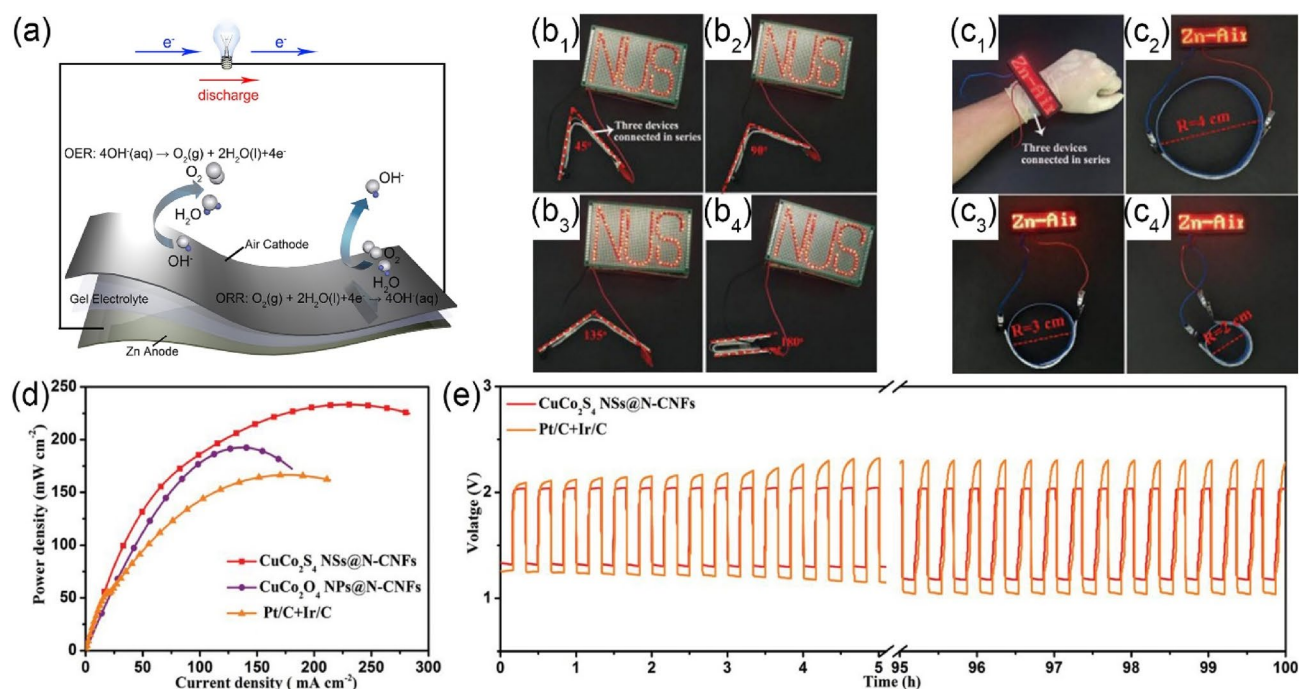 (a)
e⁻
e⁻
discharge
OER: 4OH⁻(aq) → O₂(g) + 2H₂O(l)+4e⁻
O₂
H₂O
OH⁻
OH⁻
O₂
H₂O
Air Cathode
Gel Electrolyte
ORR: O₂(g) + 2H₂O(l)+4e⁻ → 4OH⁻(aq)
Zn Anode
(b₁)
NUS
Three devices
connected in series
45°
(b₂)
NUS
90°
(b₃)
NUS
135°
(b₄)
NUS
180°
(c₁)
Zn-Air
Three devices
connected in series
(c₂)
Zn-Air
R=4 cm
(c₃)
Zn-Air
R=3 cm
(c₄)
Zn-Air
R=2 cm
(d)
Power density (mW cm⁻²)
250
200
150
100
50
0
CuCo₂S₄ NSs@N-CNFs
CuCo₂O₄ NPs@N-CNFs
Pt/C+Ir/C
0 50 100 150 200 250 300
Current density ( mA cm⁻²)
(e)
Volatge (V)
3
2
1
CuCo₂S₄ NSs@N-CNFs
Pt/C+Ir/C
0 1 2 3 4 5 95 96 97 98 99 100
Time (h)